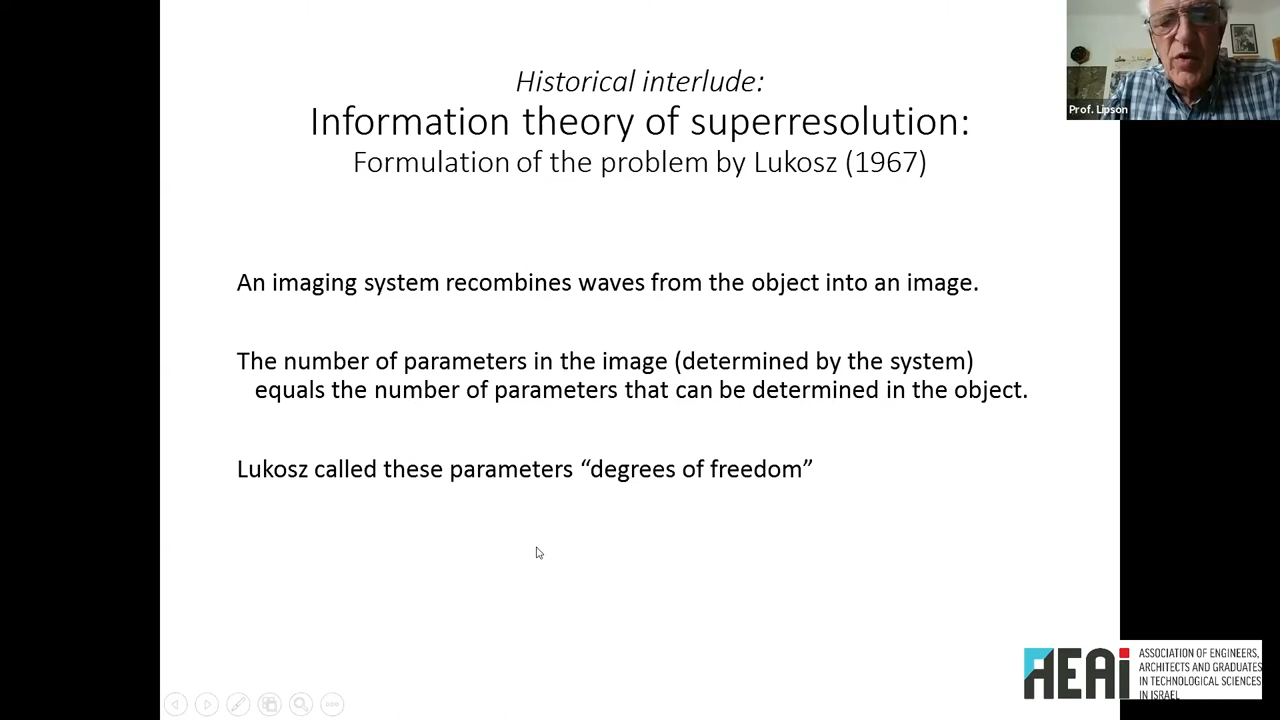 Historical interlude:
Information theory of superresolution:
Formulation of the problem by Lukosz (1967)
An imaging system recombines waves from the object into an image.
The number of parameters in the image (determined by the system)
equals the number of parameters that can be determined in the object.
Lukosz called these parameters “degrees of freedom”
Prof. Lipson
AEAi
ASSOCIATION OF ENGINEERS,
ARCHITECTS AND GRADUATES
IN TECHNOLOGICAL SCIENCES
IN ISRAEL